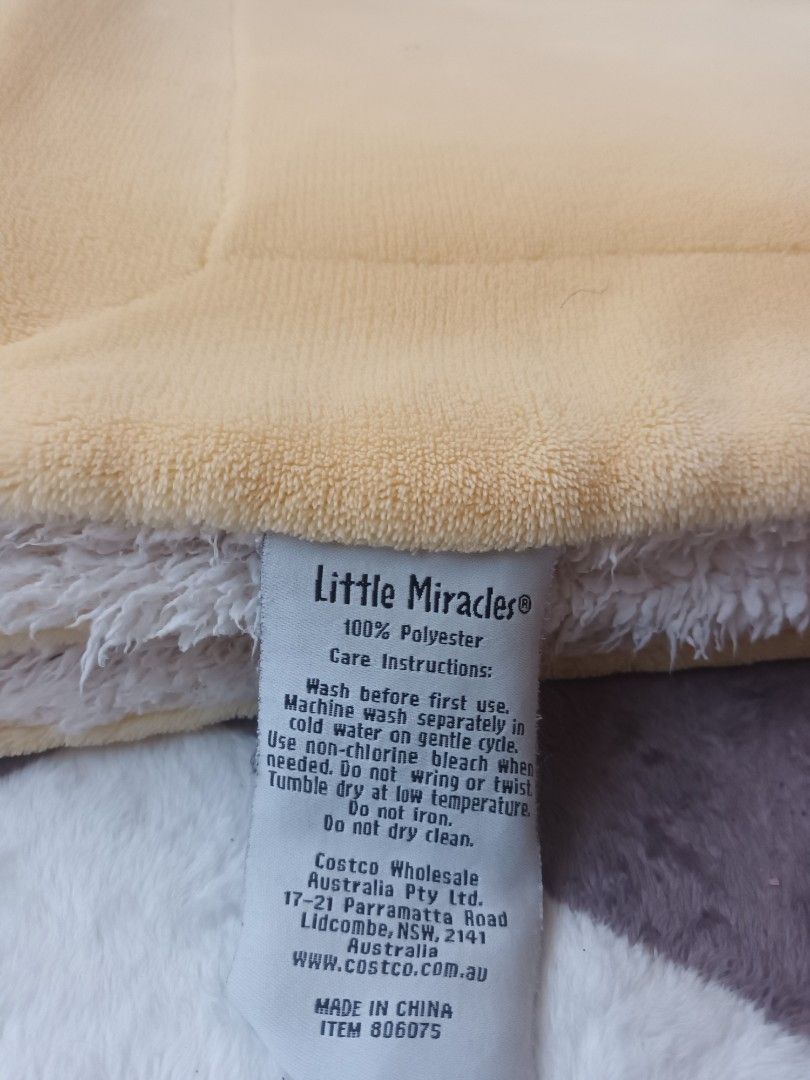 Little Miracles®
100% Polyester
Care Instructions:
Wash before first use.
Machine wash separately in
cold water on gentle cycle.
Use non-chlorine bleach when
needed. Do not wring or twist.
Tumble dry at low temperature.
Do not iron.
Do not dry clean.
Costco Wholesale
Australia Pty Ltd.
17-21 Parramatta Road
Lidcombe, NSW, 2141
Australia
www.costco.com.au
MADE IN CHINA
ITEM 806075